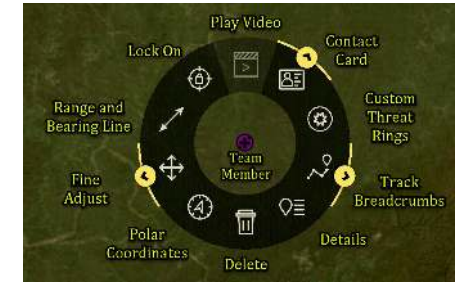 Play Video
Lock On
Contact
Card
Range and
Bearing Line
Custom
Threat
Rings
Team
Member
Fine
Adjust
Track
Breadcrumbs
Polar
Coordinates
Details
Delete